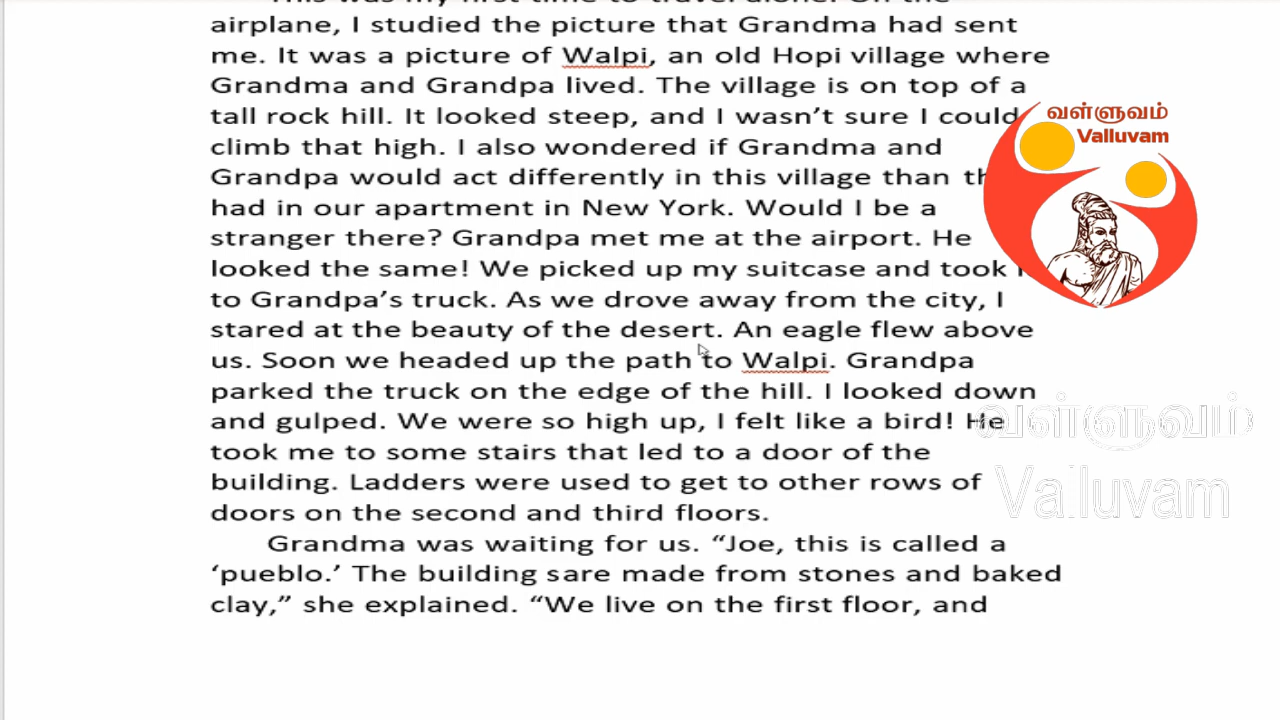 This was my first time to travel alone. On the
airplane, I studied the picture that Grandma had sent
me. It was a picture of Walpi, an old Hopi village where
Grandma and Grandpa lived. The village is on top of a
tall rock hill. It looked steep, and I wasn’t sure I could
climb that high. I also wondered if Grandma and
Grandpa would act differently in this village than
had in our apartment in New York. Would I be a
stranger there? Grandpa met me at the airport. He
looked the same! We picked up my suitcase and took
to Grandpa’s truck. As we drove away from the city, I
stared at the beauty of the desert. An eagle flew above
us. Soon we headed up the path to Walpi. Grandpa
parked the truck on the edge of the hill. I looked down
and gulped. We were so high up, I felt like a bird! He
took me to some stairs that led to a door of the
building. Ladders were used to get to other rows of
doors on the second and third floors.
Grandma was waiting for us. “Joe, this is called a
‘pueblo.’ The building sare made from stones and baked
clay,” she explained. “We live on the first floor, and
வள்ளுவம்
Valluvam
வள்ளுவம்
Valluvam